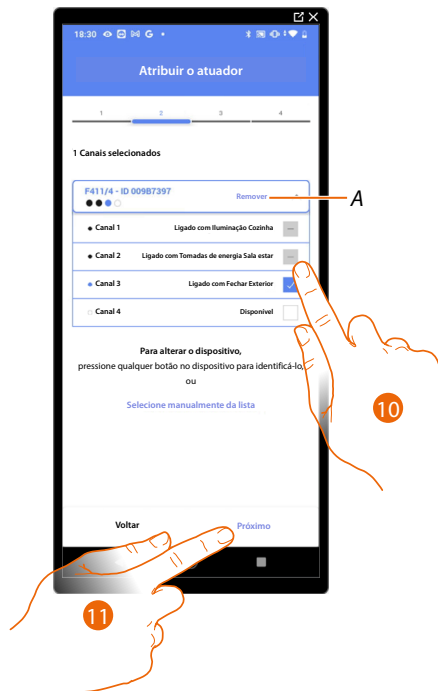 18:30 G
Atribuir o atuador
1 2 3 4
1 Canais selecionados
F411/4 - ID 009B7397
Remover
A
Canal 1 Ligado com Iluminação Cozinha
Canal 2 Ligado com Tomadas de energia Sala estar
Canal 3 Ligado com Fechar Exterior
Canal 4 Disponível
Para alterar o dispositivo,
pressione qualquer botão no dispositivo para identificá-lo,
ou
Selecione manualmente da lista
10
Voltar Próximo
11